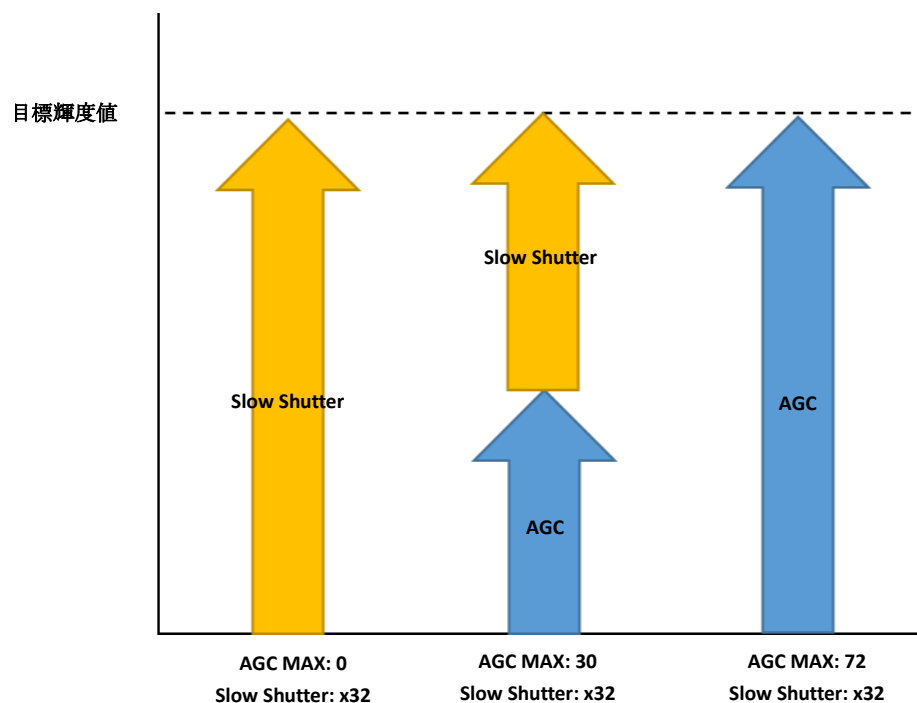 目標輝度値
Slow Shutter
Slow Shutter
AGC
AGC
AGC MAX: 0
Slow Shutter: x32
AGC MAX: 30
Slow Shutter: x32
AGC MAX: 72
Slow Shutter: x32